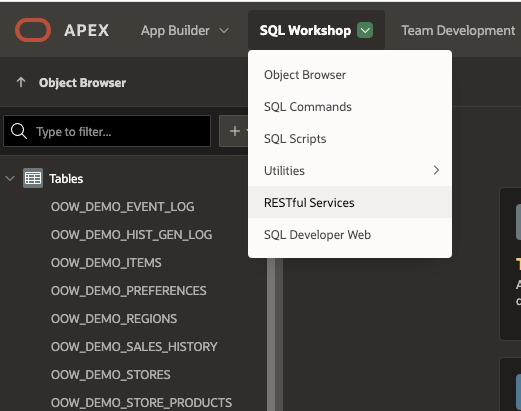 APEX App Builder SQL Workshop Team Development
Object Browser
Object Browser
Type to filter...
SQL Commands
SQL Scripts
Utilities
RESTful Services
SQL Developer Web
Tables
OOW_DEMO_EVENT_LOG
OOW_DEMO_HIST_GEN_LOG
OOW_DEMO_ITEMS
OOW_DEMO_PREFERENCES
OOW_DEMO_REGIONS
OOW_DEMO_SALES_HISTORY
OOW_DEMO_STORES
OOW_DEMO_STORE_PRODUCTS